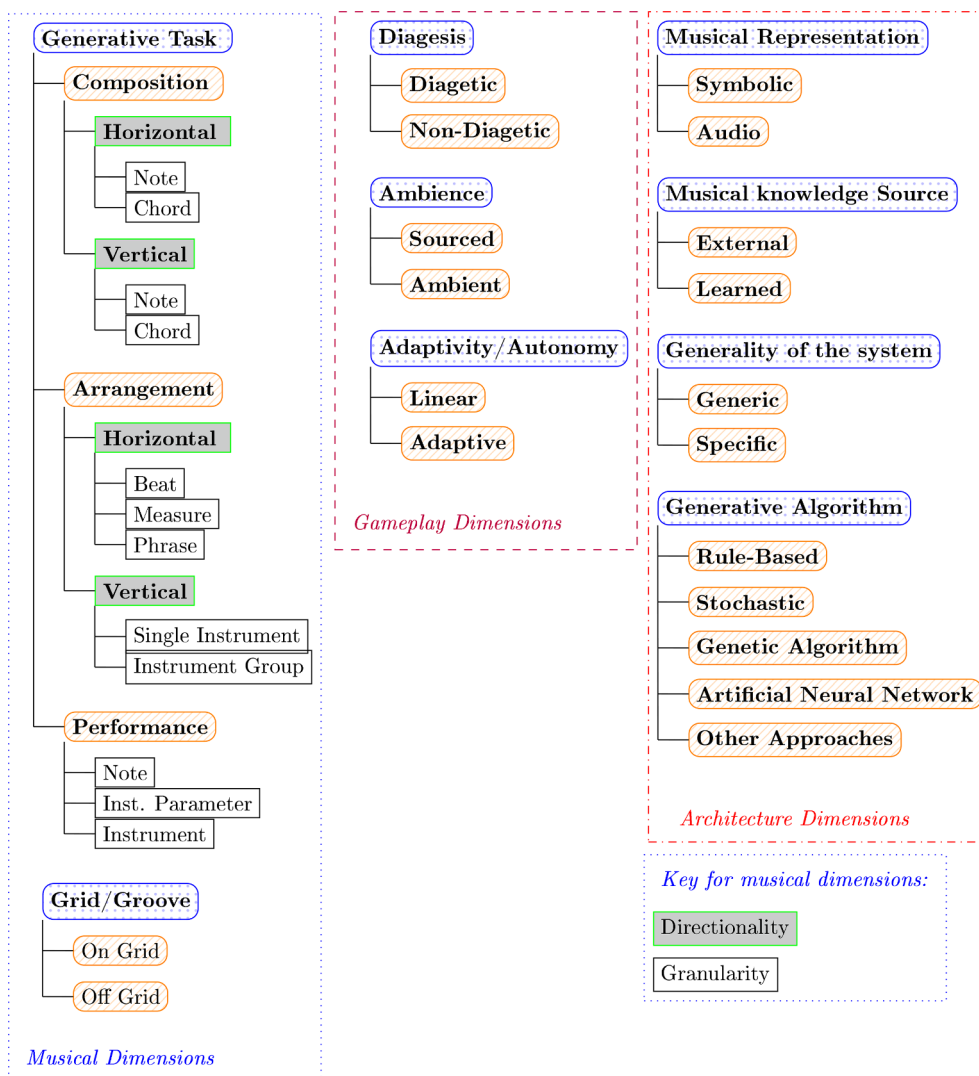 Generative Task
Composition
Horizontal
Note
Chord
Vertical
Note
Chord
Arrangement
Horizontal
Beat
Measure
Phrase
Vertical
Single Instrument
Instrument Group
Performance
Note
Inst. Parameter
Instrument
Grid/Groove
On Grid
Off Grid
Musical Dimensions
Diagesis
Diagetic
Non-Diagetic
Ambience
Sourced
Ambient
Adaptivity/Autonomy
Linear
Adaptive
Gameplay Dimensions
Musical Representation
Symbolic
Audio
Musical knowledge Source
External
Learned
Generality of the system
Generic
Specific
Generative Algorithm
Rule-Based
Stochastic
Genetic Algorithm
Artificial Neural Network
Other Approaches
Architecture Dimensions
Key for musical dimensions:
Directionality
Granularity